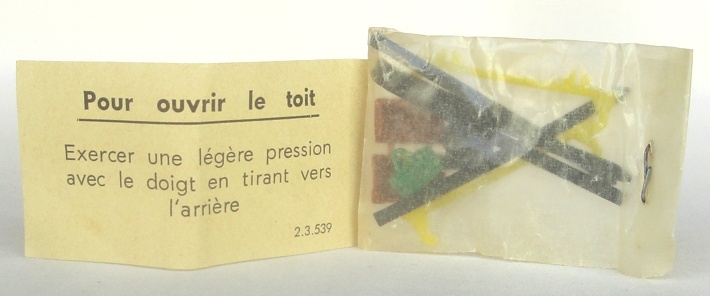 Pour ouvrir le toit
Exercer une légère pression
avec le doigt en tirant vers
l'arrière
2.3.539